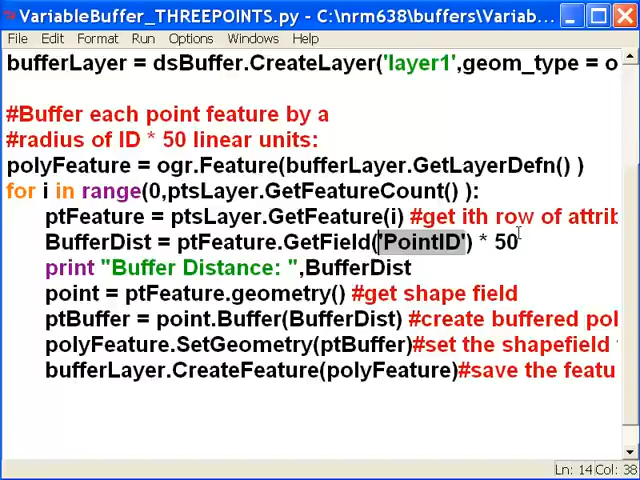 VariableBuffer_THREEPOINTS.py - C:\nrm638\buffers\Variab...
File Edit Format Run Options Windows Help
bufferLayer = dsBuffer.CreateLayer('layer1',geom_type = o
#Buffer each point feature by a
#radius of ID * 50 linear units:
polyFeature = ogr.Feature(bufferLayer.GetLayerDefn() )
for i in range(0,ptsLayer.GetFeatureCount() ):
ptFeature = ptsLayer.GetFeature(i) #get ith row of attrib
BufferDist = ptFeature.GetField('PointID') * 50
print "Buffer Distance: ",BufferDist
point = ptFeature.geometry() #get shape field
ptBuffer = point.Buffer(BufferDist) #create buffered pol
polyFeature.SetGeometry(ptBuffer)#set the shapefield
bufferLayer.CreateFeature(polyFeature)#save the featu
Ln: 14 Col: 38